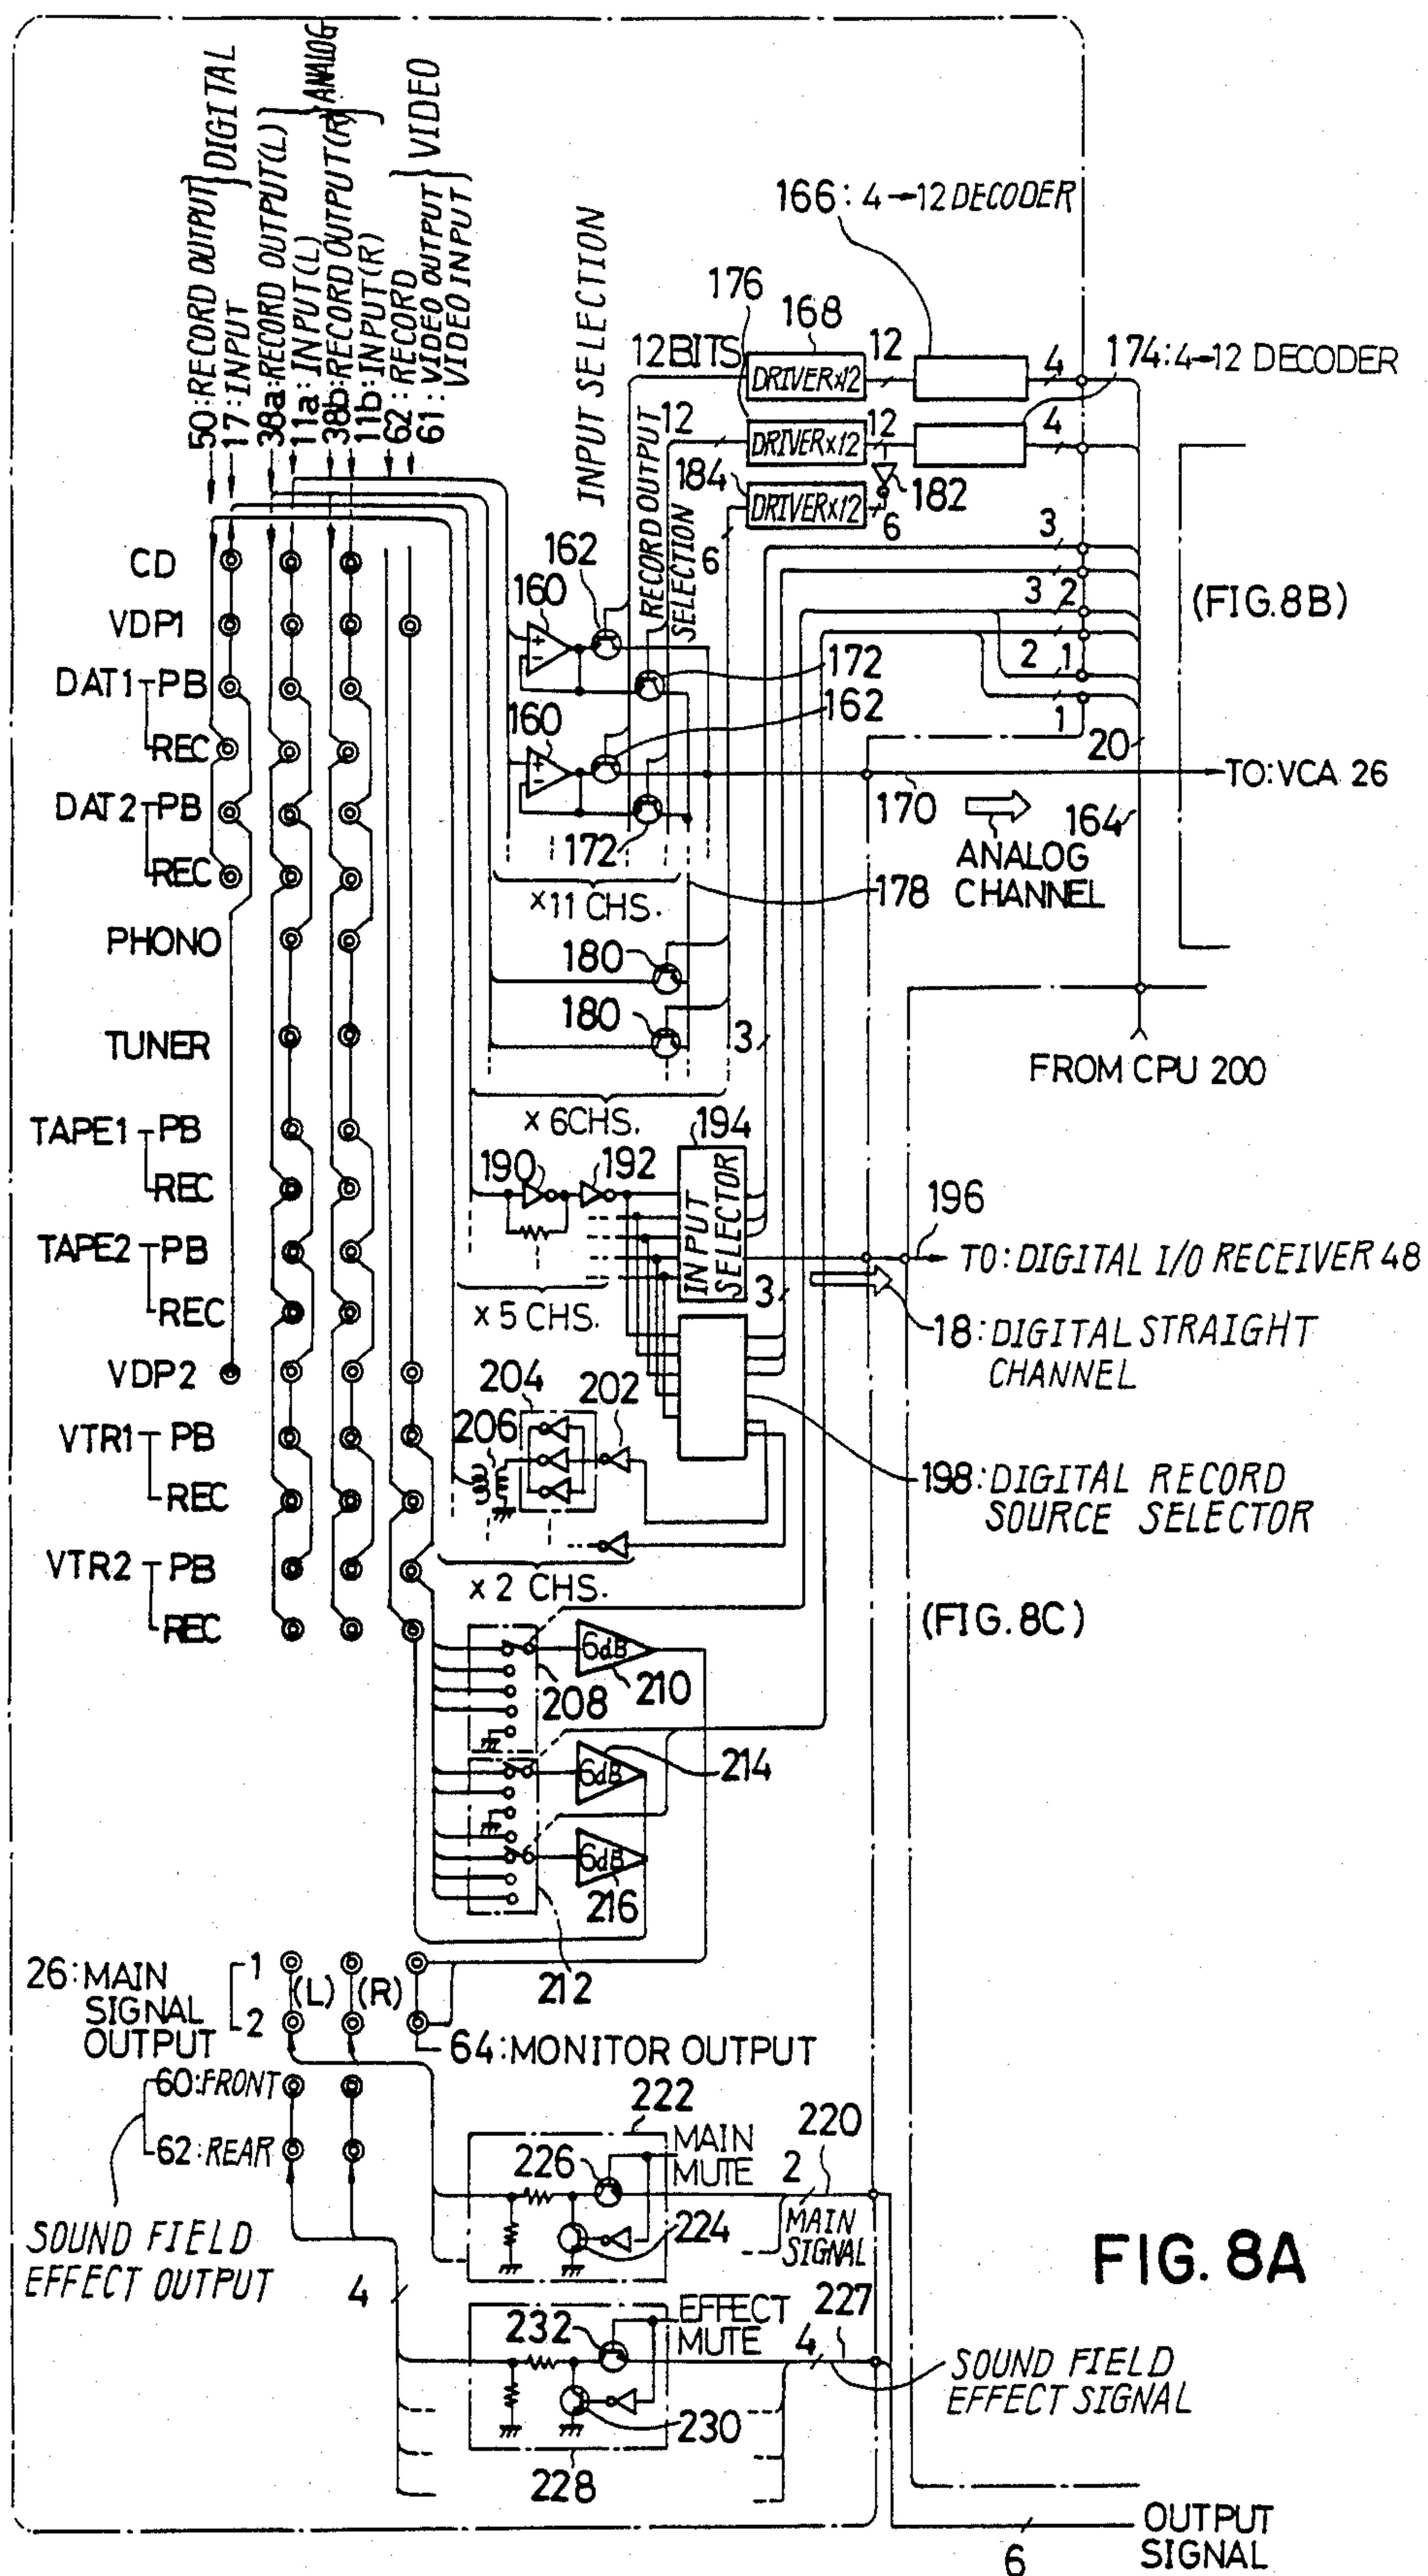 50:RECORD OUTPUT
17:INPUT
DIGITAL
38a:RECORD OUTPUT(L)
11a:INPUT(L)
38b:RECORD OUTPUT(R)
11b:INPUT(R)
ANALOG
62:RECORD
61:VIDEO OUTPUT
VIDEO INPUT
VIDEO
INPUT SELECTION
166:4→12 DECODER
176
168
12BITS
DRIVER×12
12
4
174:4→12 DECODER
RECORD OUTPUT
SELECTION
12
DRIVER×12
12
4
184
DRIVER×12
182
6
6
3
3
2
2
1
1
20
(FIG.8B)
CD
VDP1
DAT1
PB
REC
DAT2
PB
REC
PHONO
TUNER
TAPE1
PB
REC
TAPE2
PB
REC
VDP2
VTR1
PB
REC
VTR2
PB
REC
162
160
+
-
172
162
160
+
-
172
×11 CHS.
178
170
TO:VCA 26
164
ANALOG
CHANNEL
180
180
3
FROM CPU 200
× 6CHS.
194
190
192
INPUT
SELECTOR
196
TO:DIGITAL I/O RECEIVER 48
3
18:DIGITAL STRAIGHT
CHANNEL
× 5 CHS.
204
202
206
198:DIGITAL RECORD
SOURCE SELECTOR
× 2 CHS.
(FIG.8C)
6dB
208
210
6dB
214
6dB
216
212
26:MAIN
SIGNAL
OUTPUT
1
2
(L)
(R)
64:MONITOR OUTPUT
60:FRONT
62:REAR
SOUND FIELD
EFFECT OUTPUT
222
MAIN
MUTE
226
224
2
220
MAIN
SIGNAL
4
EFFECT
MUTE
232
230
228
4
227
SOUND FIELD
EFFECT SIGNAL
FIG. 8A
6
OUTPUT
SIGNAL